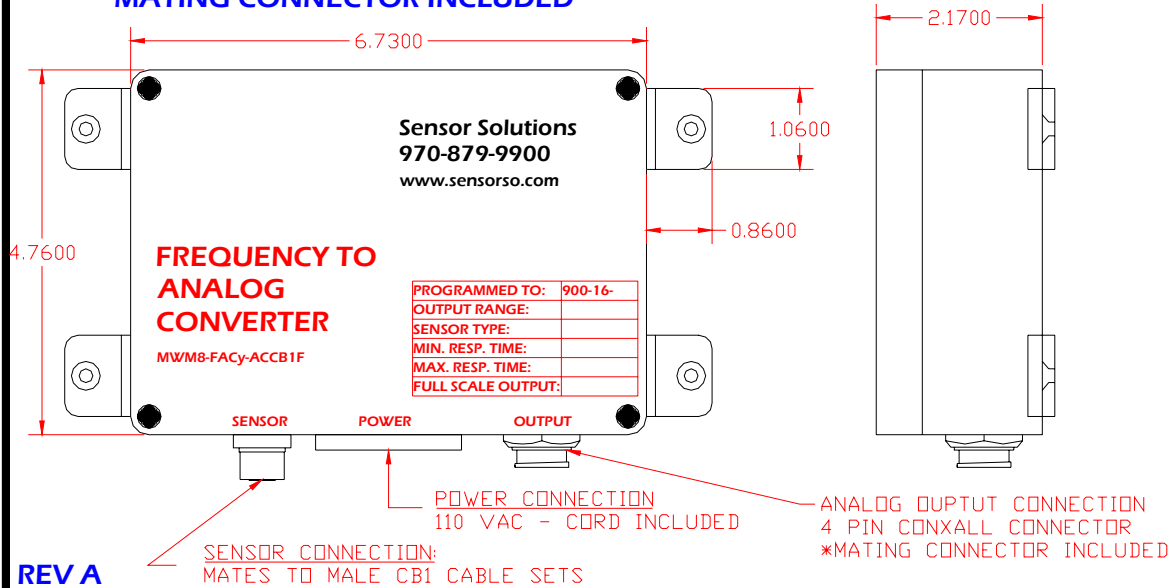 MATING CONNECTOR INCLUDED
6.7300
2.1700
Sensor Solutions
970-879-9900
www.sensorso.com
1.0600
0.8600
4.7600
FREQUENCY TO
ANALOG
CONVERTER
MWM8-FACy-ACCB1F
PROGRAMMED TO: 900-16-
OUTPUT RANGE:
SENSOR TYPE:
MIN. RESP. TIME:
MAX. RESP. TIME:
FULL SCALE OUTPUT:
SENSOR POWER OUTPUT
POWER CONNECTION
110 VAC - CORD INCLUDED
ANALOG OUPTUT CONNECTION
4 PIN CONXALL CONNECTOR
*MATING CONNECTOR INCLUDED
SENSOR CONNECTION:
MATES TO MALE CB1 CABLE SETS
REV A